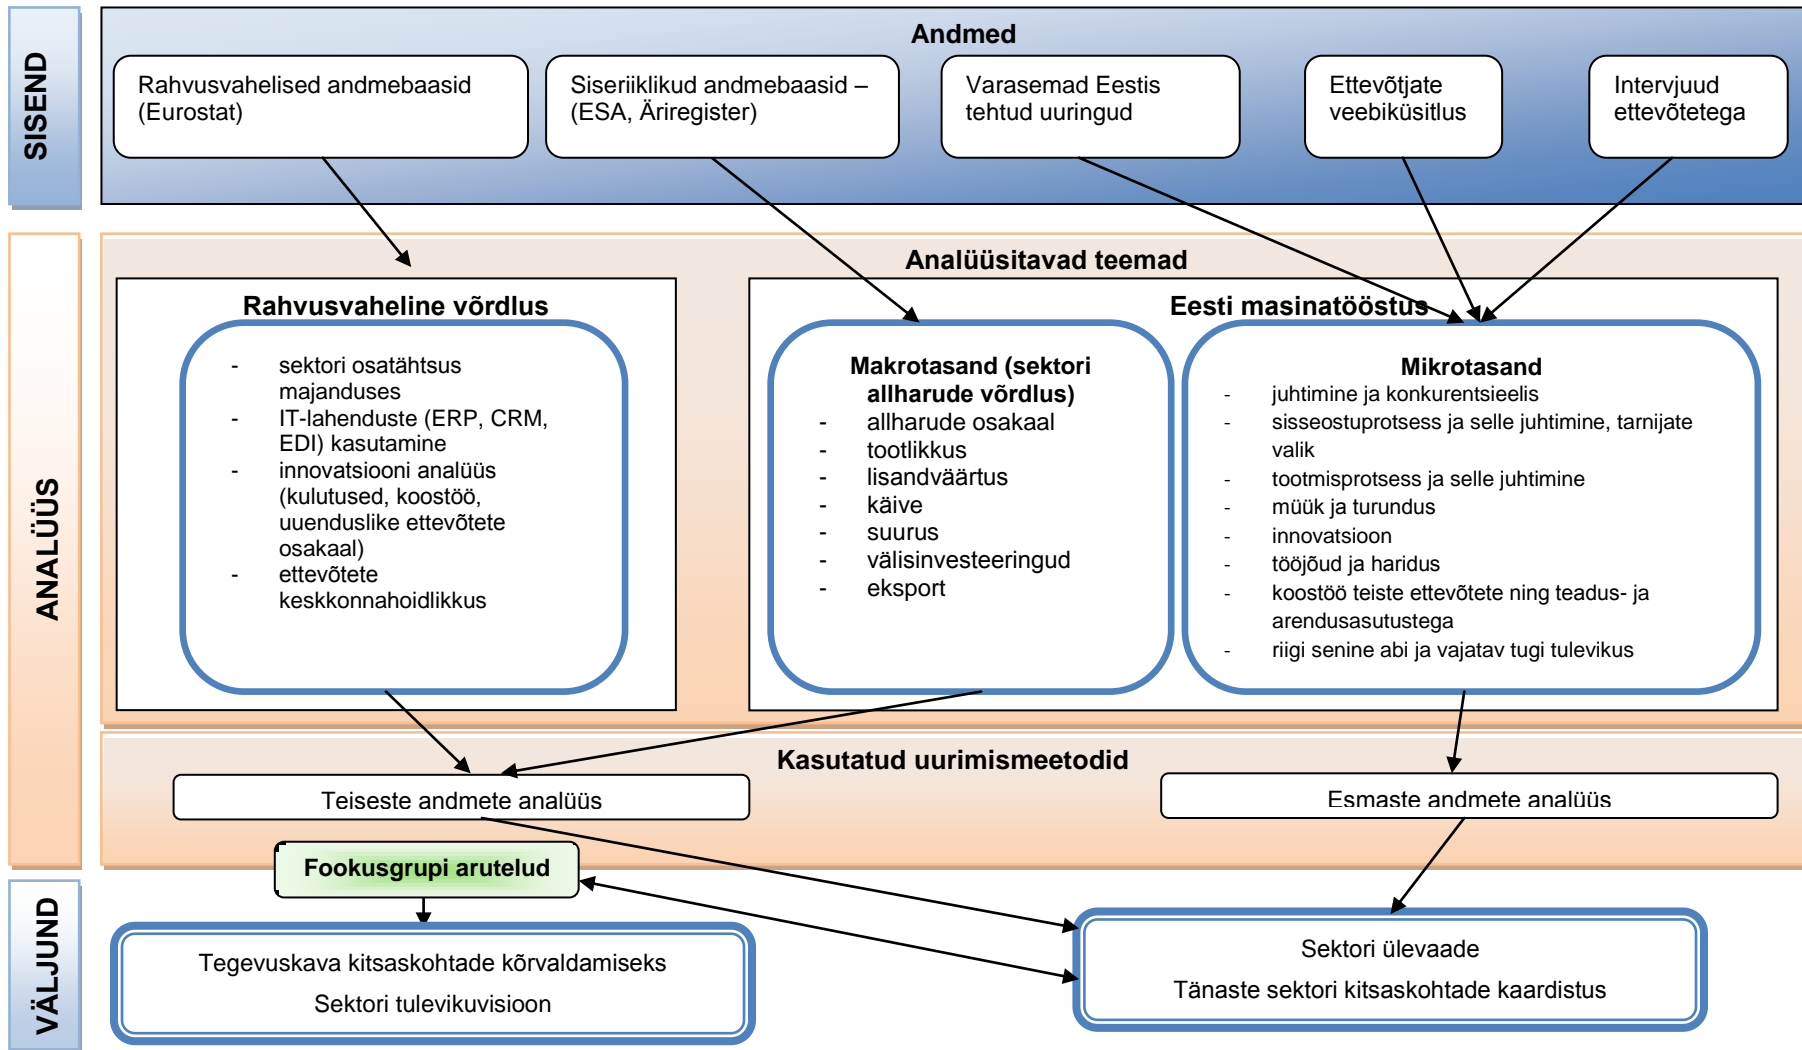 SISEND
Andmed
Rahvusvahelised andmebaasid
(Eurostat)
Siseriiklikud andmebaasid –
(ESA, Äriregister)
Varasemad Eestis
tehtud uuringud
Ettevõtjate
veebiküsitlus
Intervjuud
ettevõtetega
ANALÜÜS
Analüüsitavad teemad
Rahvusvaheline võrdlus
- sektori osatähtsus
majanduses
- IT-lahenduste (ERP, CRM,
EDI) kasutamine
- innovatsiooni analüüs
(kulutused, koostöö,
uuenduslike ettevõtete
osakaal)
- ettevõtete
keskkonnahoidlikkus
Eesti masinatööstus
Makrotasand (sektori
allharude võrdlus)
- allharude osakaal
- tootlikkus
- lisandväärtus
- käive
- suurus
- välisinvesteeringud
- eksport
Mikrotasand
- juhtimine ja konkurentsieelis
- sisseostuprotsess ja selle juhtimine, tarnijate
valik
- tootmisprotsess ja selle juhtimine
- müük ja turundus
- innovatsioon
- tööjõud ja haridus
- koostöö teiste ettevõtete ning teadus- ja
arendusasutustega
- riigi senine abi ja vajatav tugi tulevikus
Kasutatud uurimismeetodid
Teiseste andmete analüüs
Esmaste andmete analüüs
Fookusgrupi arutelud
VÄLJUND
Tegevuskava kitsaskohtade kõrvaldamiseks
Sektori tulevikuvisioon
Sektori ülevaade
Tänaste sektori kitsaskohtade kaardistus